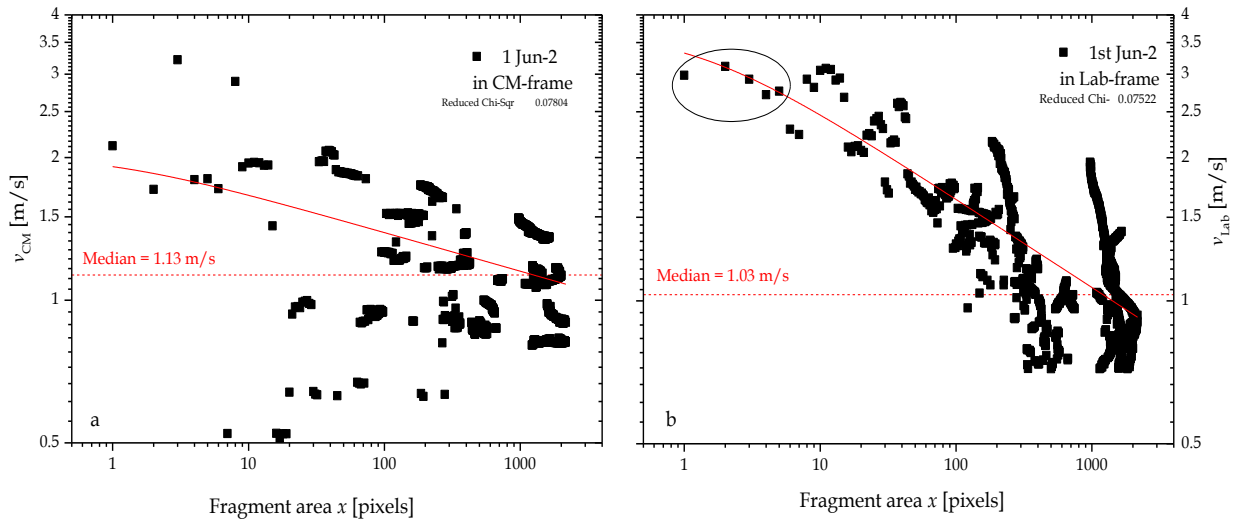 4
3.5
3
2.5
2
1.5
1
0.5
v_CM [m/s]
1 Jun-2
in CM-frame
Reduced Chi-Sqr 0.07804
Median = 1.13 m/s
a
1 10 100 1000
Fragment area x [pixels]
1st Jun-2
in Lab-frame
Reduced Chi- 0.07522
Median = 1.03 m/s
b
1 10 100 1000
Fragment area x [pixels]
4
3.5
3
2.5
2
1.5
1
0.5
v_Lab [m/s]